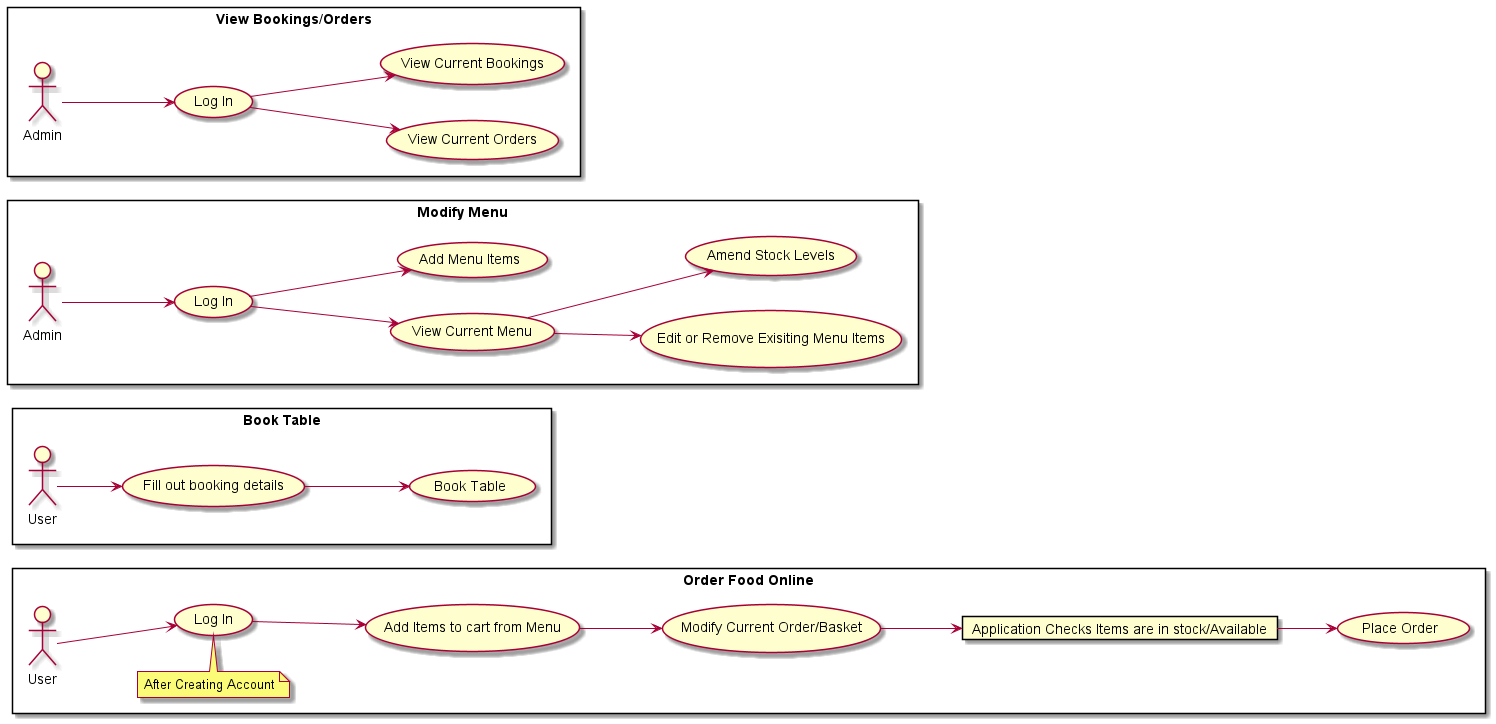 View Bookings/Orders
View Current Bookings
Log In
Admin
View Current Orders
Modify Menu
Amend Stock Levels
Add Menu Items
Log In
Admin
View Current Menu
Edit or Remove Exisiting Menu Items
Book Table
Fill out booking details
Book Table
User
Order Food Online
Log In
Add Items to cart from Menu
Modify Current Order/Basket
Application Checks Items are in stock/Available
Place Order
User
After Creating Account